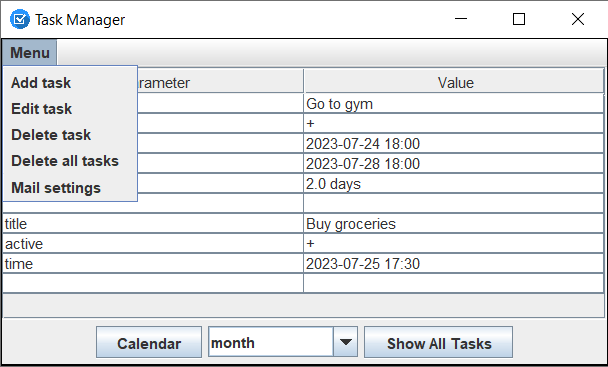 Task Manager
Menu
Add task
Edit task
Delete task
Delete all tasks
Mail settings
arameter Value
Go to gym
+
2023-07-24 18:00
2023-07-28 18:00
2.0 days
title Buy groceries
active +
time 2023-07-25 17:30
Calendar month Show All Tasks